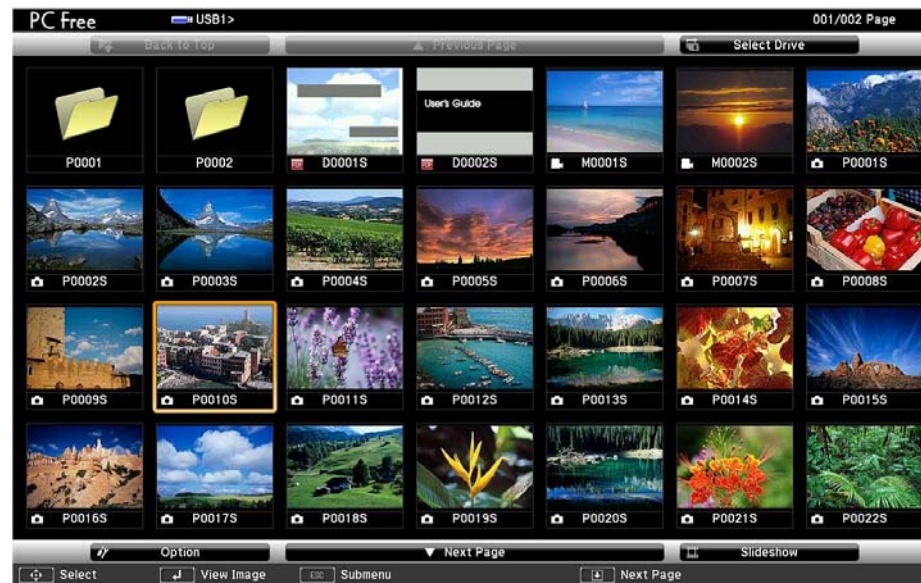 PC Free USB1> 001/002 Page
Back to Top Previous Page Select Drive
User's Guide
P0001 P0002 D0001S D0002S M0001S M0002S P0001S
P0002S P0003S P0004S P0005S P0006S P0007S P0008S
P0009S P0010S P0011S P0012S P0013S P0014S P0015S
P0016S P0017S P0018S P0019S P0020S P0021S P0022S
Option Next Page Slideshow
Select View Image ESC Submenu Next Page